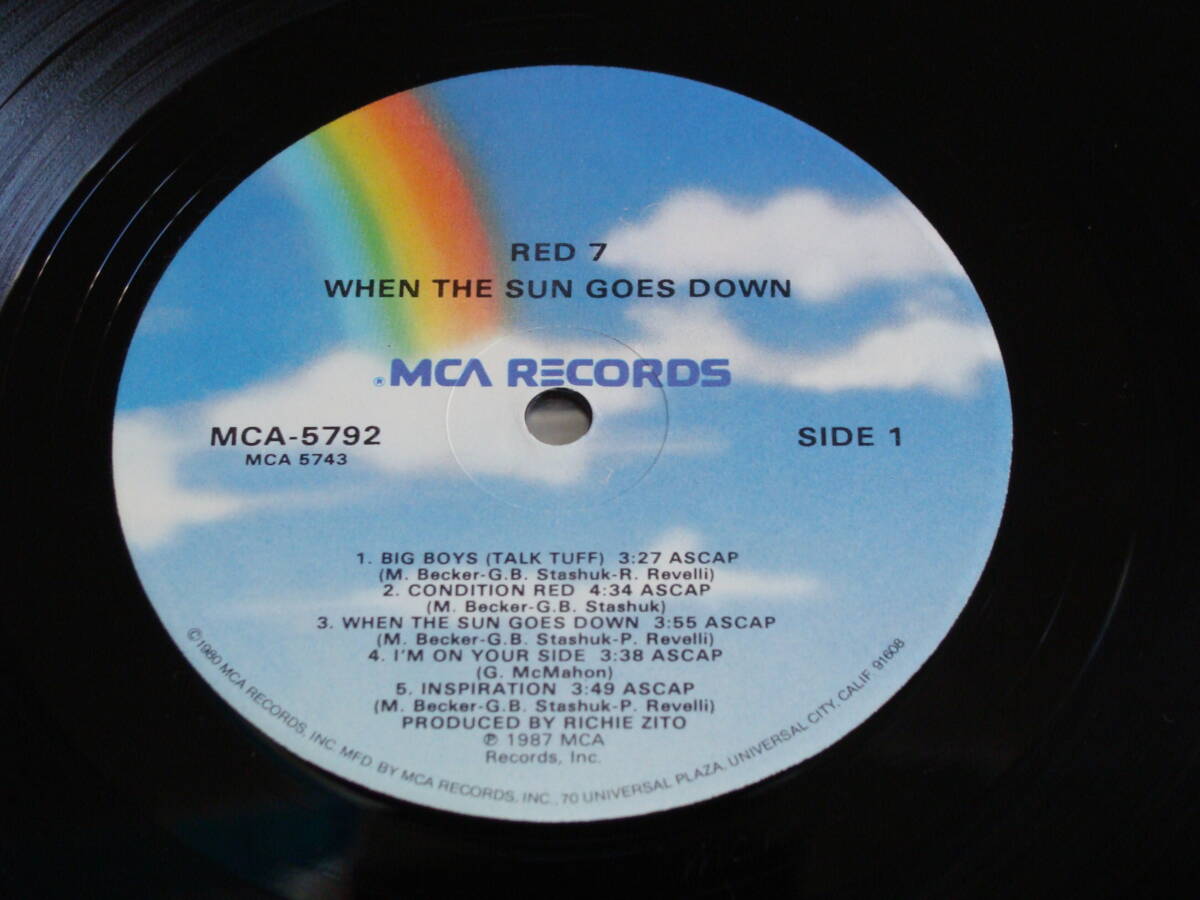 RED 7
WHEN THE SUN GOES DOWN
®MCA RECORDS
MCA-5792
MCA 5743
SIDE 1
1. BIG BOYS (TALK TUFF) 3:27 ASCAP
(M. Becker-G.B. Stashuk-R. Revelli)
2. CONDITION RED 4:34 ASCAP
(M. Becker-G.B. Stashuk)
3. WHEN THE SUN GOES DOWN 3:55 ASCAP
(M. Becker-G.B. Stashuk-P. Revelli)
4. I'M ON YOUR SIDE 3:38 ASCAP
(G. McMahon)
5. INSPIRATION 3:49 ASCAP
(M. Becker-G.B. Stashuk-P. Revelli)
PRODUCED BY RICHIE ZITO
℗ 1987 MCA
Records, Inc.
©1980 MCA RECORDS, INC. MFD. BY MCA RECORDS, INC., 70 UNIVERSAL PLAZA, UNIVERSAL CITY, CALIF. 91608